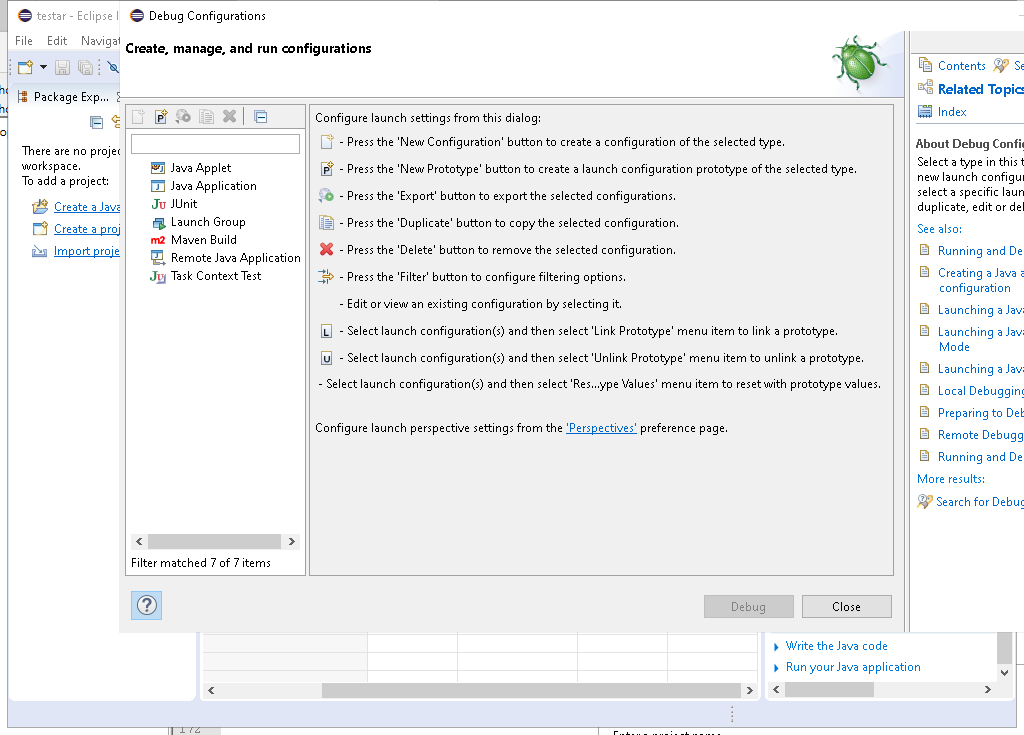 testar - Eclipse I
Debug Configurations
File Edit Navigat
Create, manage, and run configurations
Package Exp...
There are no projec
workspace.
To add a project:
Create a Java
Create a proj
Import proje
Java Applet
Java Application
JUnit
Launch Group
Maven Build
Remote Java Application
Task Context Test
Filter matched 7 of 7 items
Configure launch settings from this dialog:
- Press the 'New Configuration' button to create a configuration of the selected type.
- Press the 'New Prototype' button to create a launch configuration prototype of the selected type.
- Press the 'Export' button to export the selected configurations.
- Press the 'Duplicate' button to copy the selected configuration.
- Press the 'Delete' button to remove the selected configuration.
- Press the 'Filter' button to configure filtering options.
- Edit or view an existing configuration by selecting it.
- Select launch configuration(s) and then select 'Link Prototype' menu item to link a prototype.
- Select launch configuration(s) and then select 'Unlink Prototype' menu item to unlink a prototype.
- Select launch configuration(s) and then select 'Res...ype Values' menu item to reset with prototype values.
Configure launch perspective settings from the 'Perspectives' preference page.
Debug
Close
Contents Se
Related Topics
Index
About Debug Config
Select a type in this t
new launch configur
select a specific laun
duplicate, edit or del
See also:
Running and De
Creating a Java a
configuration
Launching a Java
Launching a Java
Mode
Launching a Java
Local Debugging
Preparing to Deb
Remote Debugg
Running and De
More results:
Search for Debug
Write the Java code
Run your Java application
172
Enter a project name